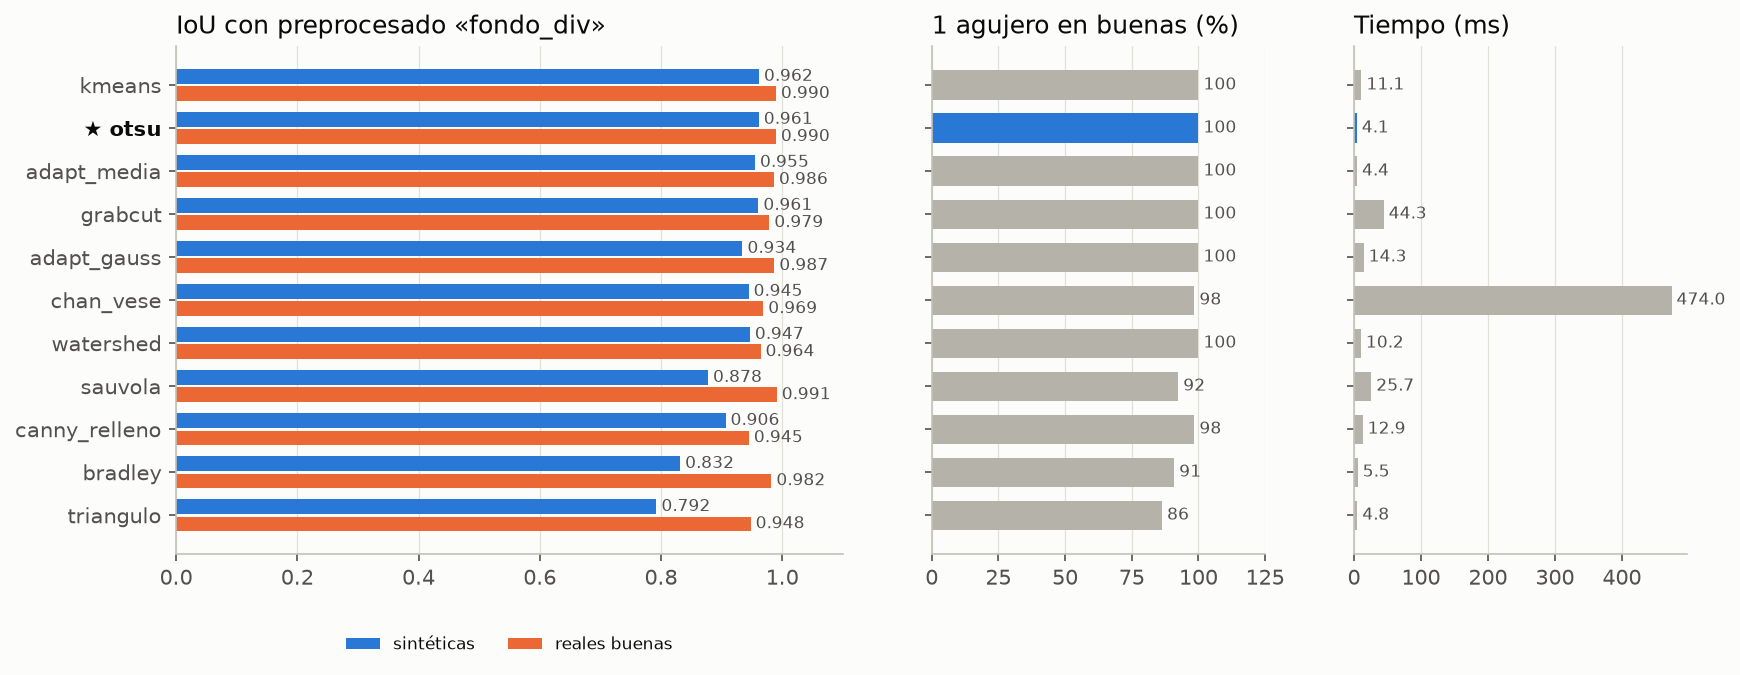 IoU con preprocesado «fondo_div»
1 agujero en buenas (%)
Tiempo (ms)
kmeans 0.962 0.990 100 11.1
★ otsu 0.961 0.990 100 4.1
adapt_media 0.955 0.986 100 4.4
grabcut 0.961 0.979 100 44.3
adapt_gauss 0.934 0.987 100 14.3
chan_vese 0.945 0.969 98 474.0
watershed 0.947 0.964 100 10.2
sauvola 0.878 0.991 92 25.7
canny_relleno 0.906 0.945 98 12.9
bradley 0.832 0.982 91 5.5
triangulo 0.792 0.948 86 4.8
0.0 0.2 0.4 0.6 0.8 1.0
0 25 50 75 100 125
0 100 200 300 400
sintéticas
reales buenas